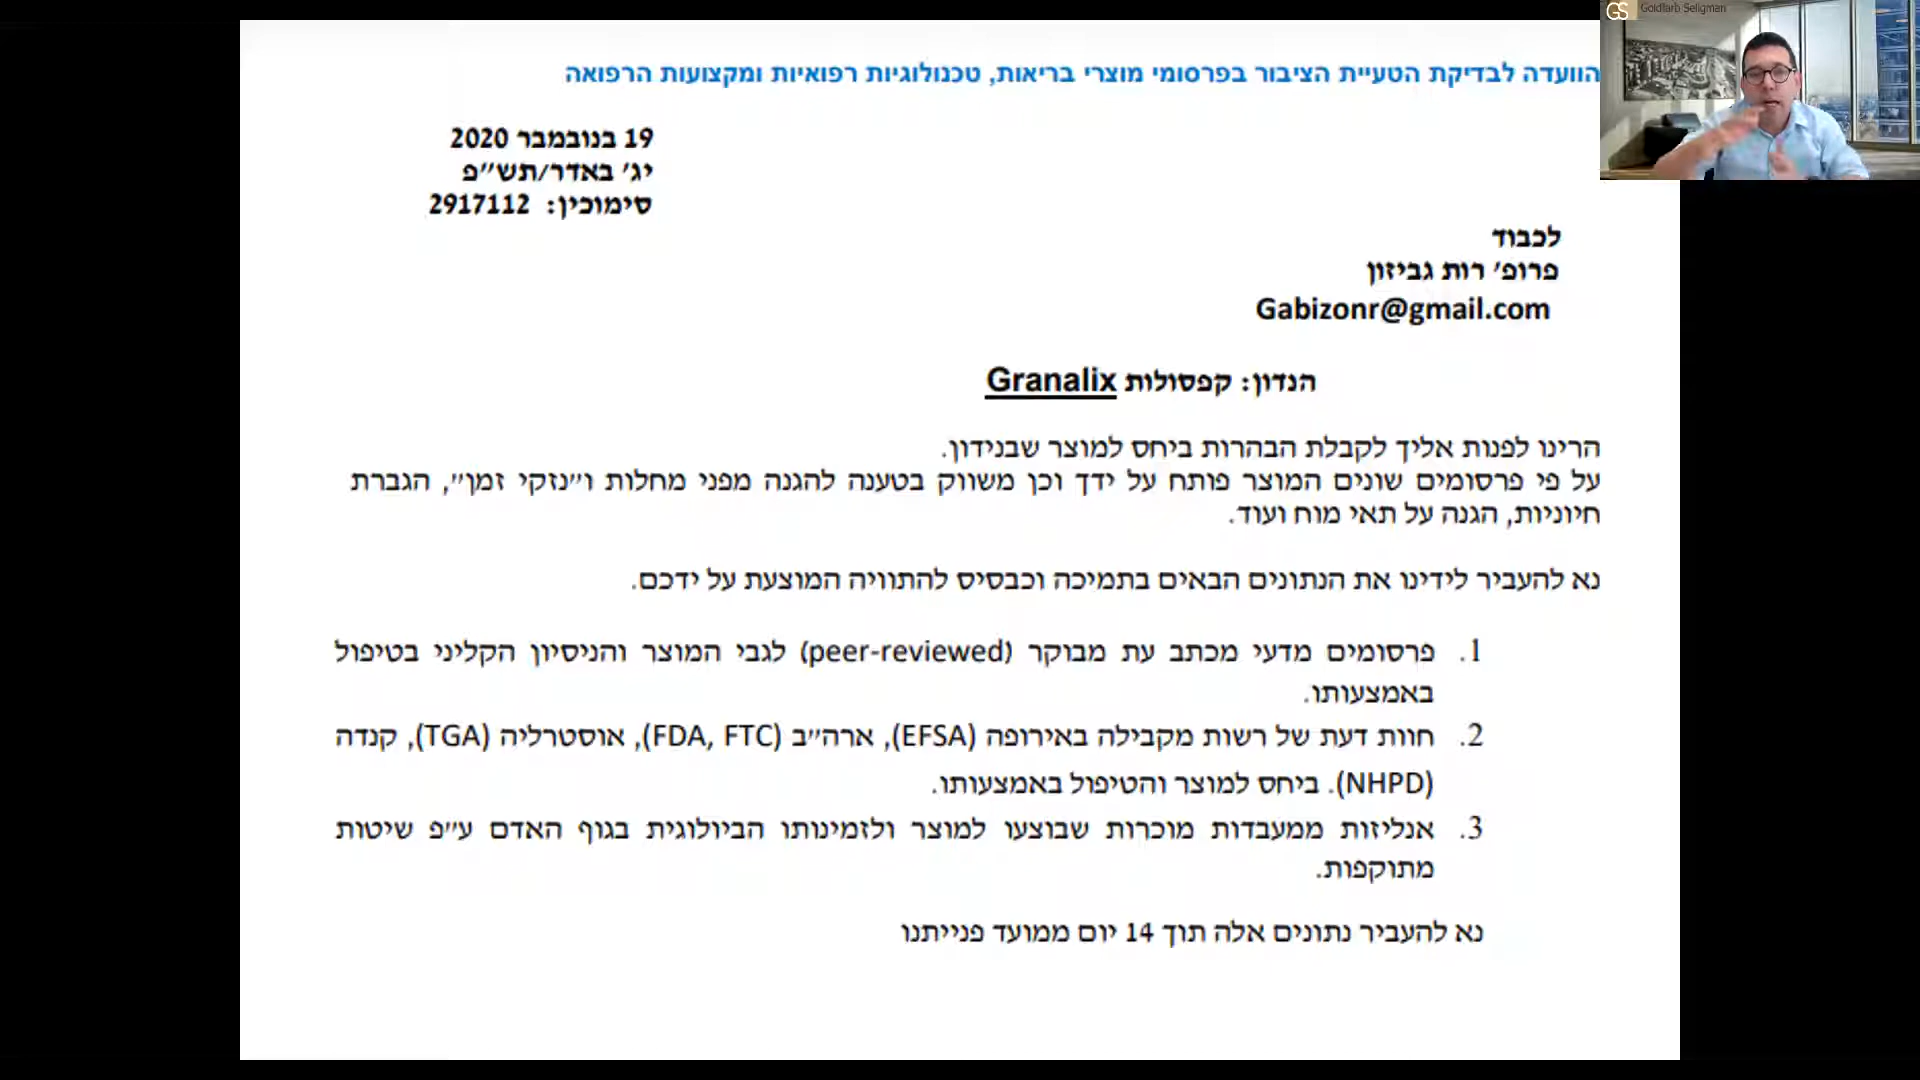 הוועדה לבדיקת הטעיית הציבור בפרסומי מוצרי בריאות, טכנולוגיות רפואיות ומקצועות הרפואה
19 בנובמבר 2020
יג' באדר/תש״פ
סימוכין: 2917112
לכבוד
פרופ' רות גביזון
Gabizonr@gmail.com
הנדון: קפסולות Granalix
הרינו לפנות אליך לקבלת הבהרות ביחס למוצר שבנידון.
על פי פרסומים שונים המוצר פותח על ידך וכן משווק בטענה להגנה מפני מחלות ו״נזקי זמן״, הגברת
חיוניות, הגנה על תאי מוח ועוד.
נא להעביר לידינו את הנתונים הבאים בתמיכה וכבסיס להתוויה המוצעת על ידכם.
1. פרסומים מדעי מכתב עת מבוקר (peer-reviewed) לגבי המוצר והניסיון הקליני בטיפול
באמצעותו.
2. חוות דעת של רשות מקבילה באירופה (EFSA), ארה״ב (FDA, FTC), אוסטרליה (TGA), קנדה
(NHPD). ביחס למוצר והטיפול באמצעותו.
3. אנליזות ממעבדות מוכרות שבוצעו למוצר ולזמינותו הביולוגית בגוף האדם ע״פ שיטות
מתוקפות.
נא להעביר נתונים אלה תוך 14 יום ממועד פנייתנו
GS Goldfarb Seligman